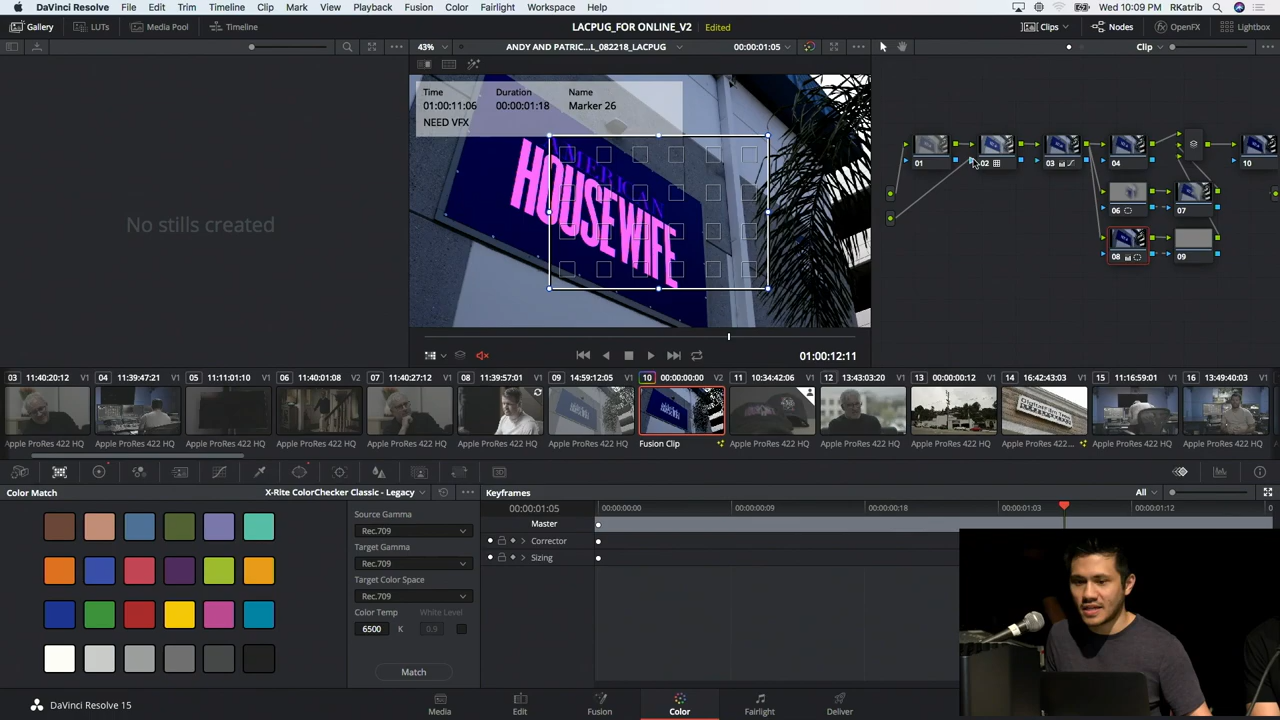 DaVinci Resolve File Edit Trim Timeline Clip Mark View Playback Fusion Color Fairlight Workspace Help Wed 10:09 PM RKatrib
Gallery LUTs Media Pool Timeline LACPUG_FOR ONLINE_V2 Edited Clips Nodes OpenFX Lightbox
43% ANDY AND PATRIC...L_082218_LACPUG 00:00:01:05 Clip
Time Duration Name
01:00:11:06 00:00:01:18 Marker 26
NEED VFX
AMERICAN
HOUSEWIFE
No stills created
01 02 03 04 10
06 07
08 09
01:00:12:11
03 11:40:20:12 V1 04 11:39:47:21 V1 05 11:40:51:10 V1 06 11:40:01:08 V1 07 11:40:27:12 V1 08 11:39:57:01 V1 09 14:59:12:05 V1 10 00:00:00:00 V2 11 10:34:42:06 V1 12 13:43:03:20 V1 13 00:00:00:12 V1 14 16:42:43:03 V1 15 11:16:59:01 V1 16 13:49:40:03 V1
Apple ProRes 422 HQ Apple ProRes 422 HQ Apple ProRes 422 HQ Apple ProRes 422 HQ Apple ProRes 422 HQ Apple ProRes 422 HQ Apple ProRes 422 HQ Fusion Clip Apple ProRes 422 HQ Apple ProRes 422 HQ Apple ProRes 422 HQ Apple ProRes 422 HQ Apple ProRes 422 HQ Apple ProRes 422 HQ
Color Match X-Rite ColorChecker Classic - Legacy Keyframes All
Source Gamma
Rec.709
Target Gamma
Rec.709
Target Color Space
Rec.709
Color Temp White Level
6500 K 0.9
Match
00:00:01:05 00:00:00:00 00:00:00:09 00:00:00:18 00:00:01:03 00:00:01:12
Master
Corrector
Sizing
DaVinci Resolve 15 Media Edit Fusion Color Fairlight Deliver